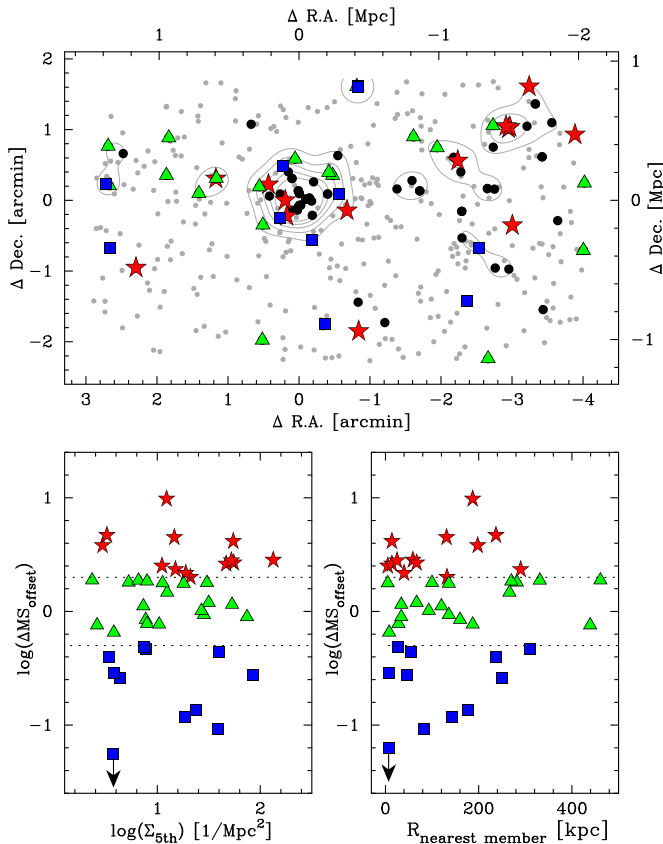 Δ R.A. [Mpc]
1 0 -1 -2
2 1 0 -1 -2
Δ Dec. [arcmin]
1 0 -1
Δ Dec. [Mpc]
3 2 1 0 -1 -2 -3 -4
Δ R.A. [arcmin]
1 0 -1
log(ΔMS_offset)
1 2
log(Σ_5th) [1/Mpc²]
1 0 -1
log(ΔMS_offset)
0 200 400
R_nearest member [kpc]